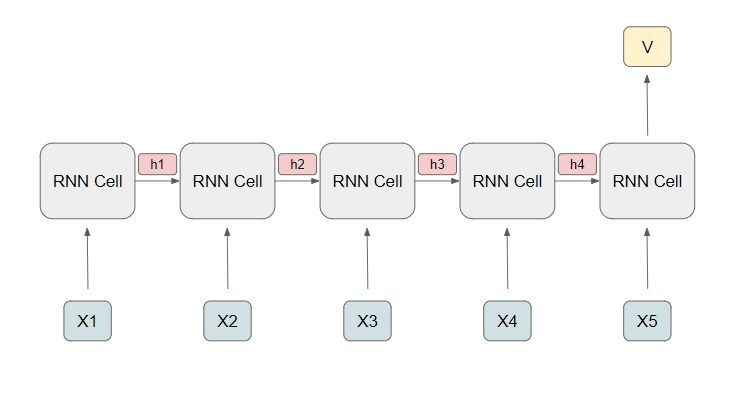 V
RNN Cell
h1
RNN Cell
h2
RNN Cell
h3
RNN Cell
h4
RNN Cell
X1
X2
X3
X4
X5